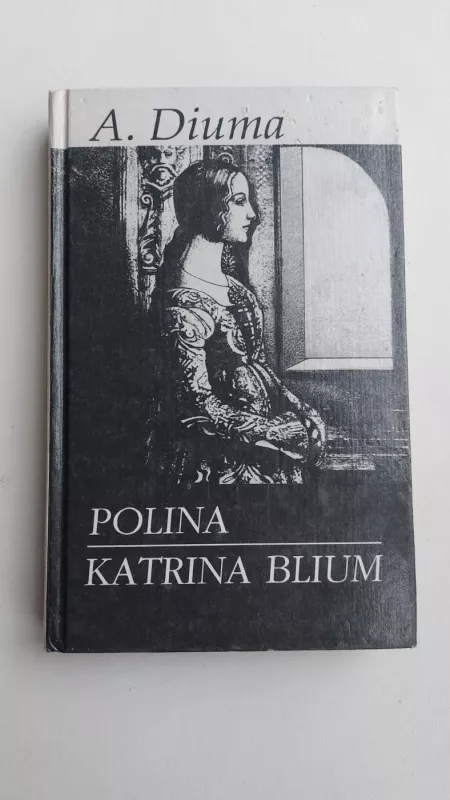 A. Diuma
POLINA
KATRINA BLIUM